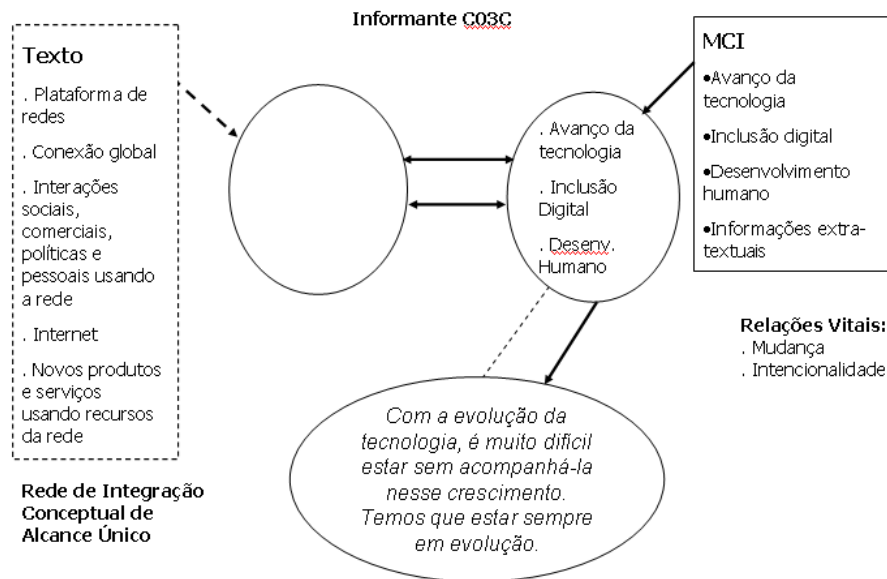 Informante C03C
Texto
. Plataforma de
redes
. Conexão global
. Interações
sociais,
comerciais,
políticas e
pessoais usando
a rede
. Internet
. Novos produtos
e serviços
usando recursos
da rede
Rede de Integração
Conceptual de
Alcance Único
. Avanço da
tecnologia
. Inclusão
Digital
. Desenv.
Humano
MCI
•Avanço da
tecnologia
•Inclusão digital
•Desenvolvimento
humano
•Informações extra-
textuais
Relações Vitais:
. Mudança
. Intencionalidade
Com a evolução da
tecnologia, é muito difícil
estar sem acompanhá-la
nesse crescimento.
Temos que estar sempre
em evolução.